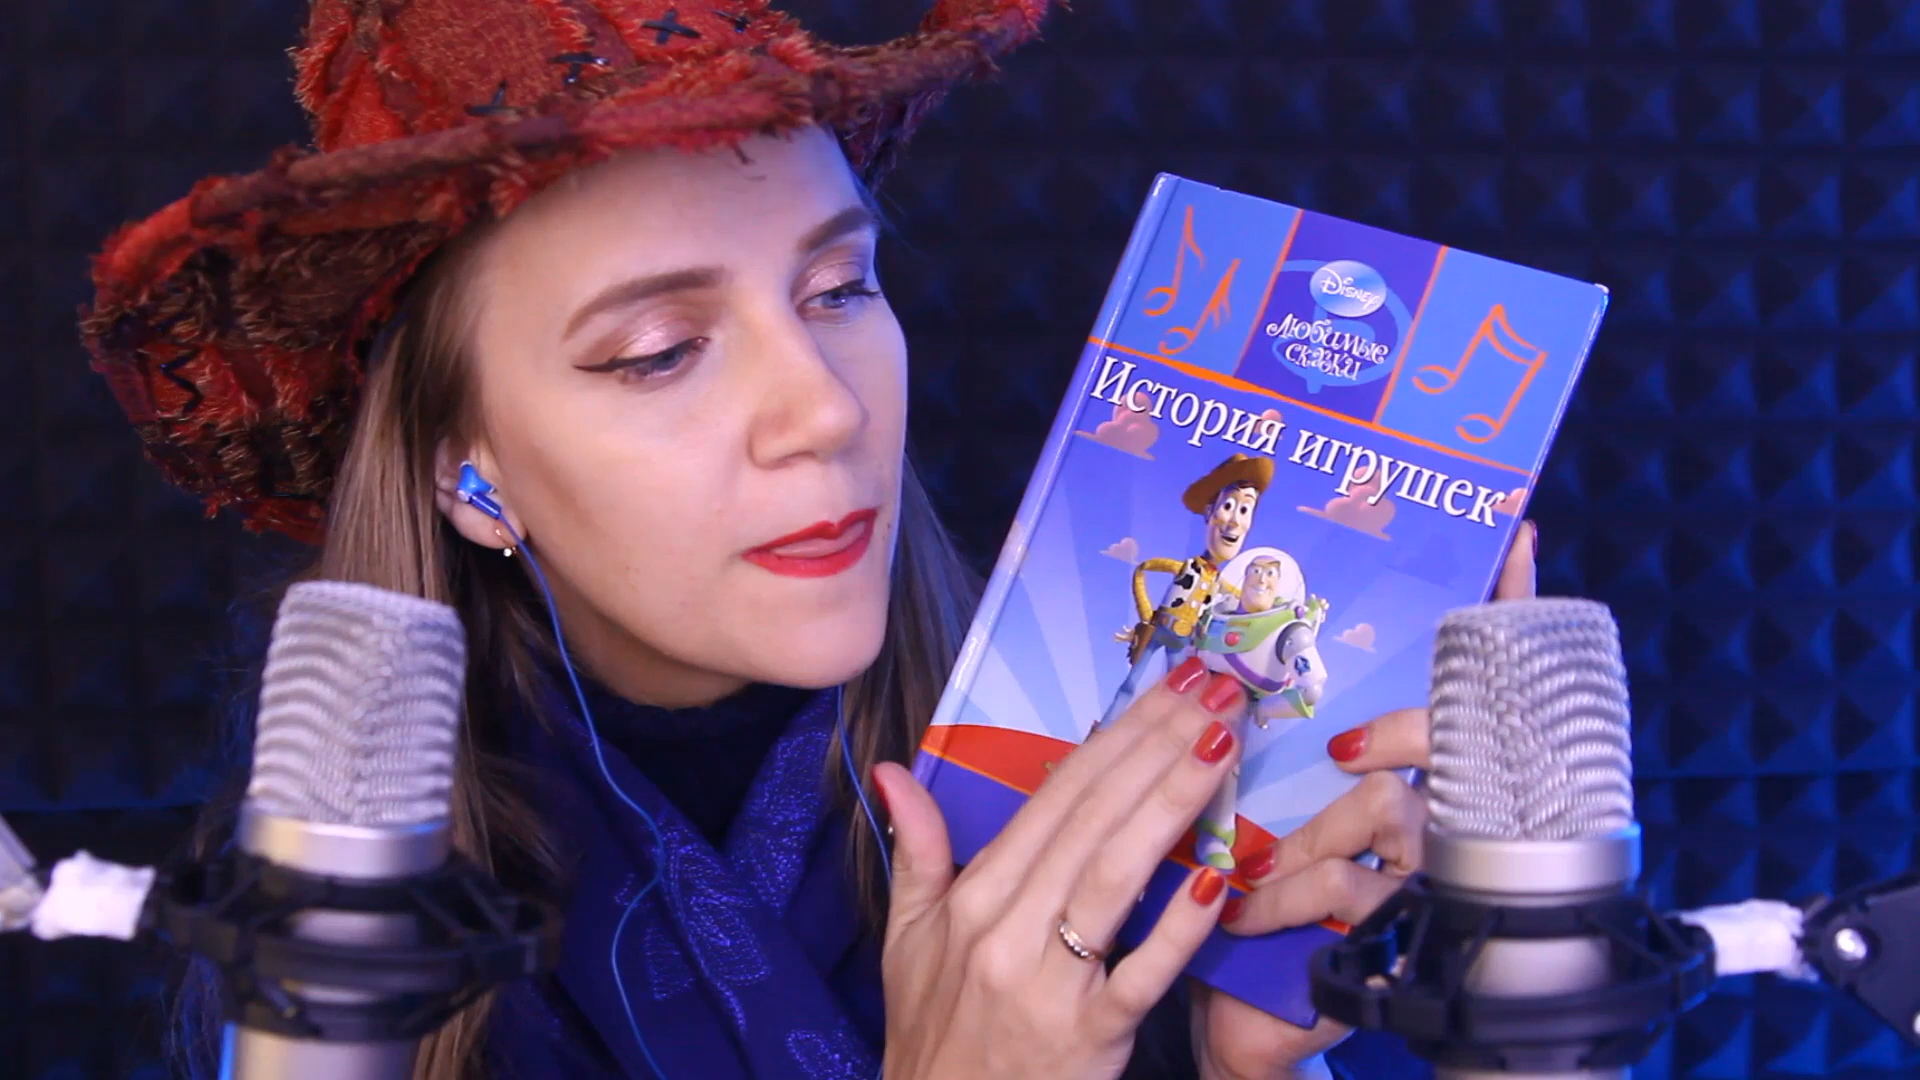 Disney
Любимые
сказки
История игрушек